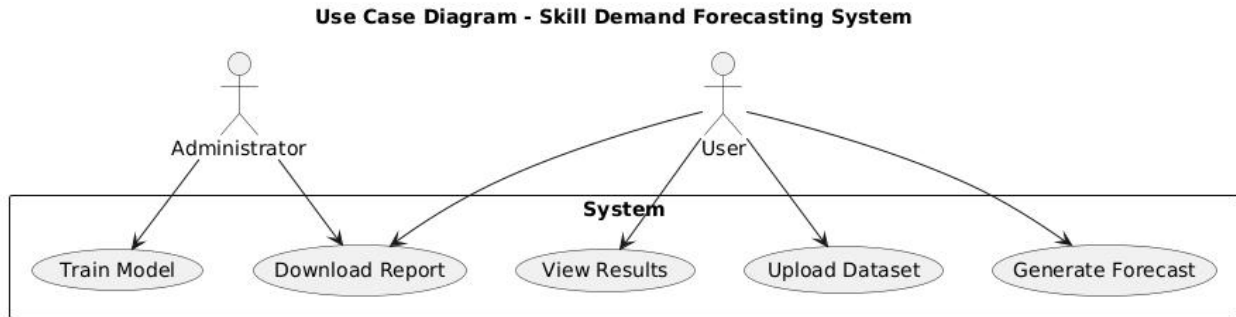 Use Case Diagram - Skill Demand Forecasting System
Administrator
User
System
Train Model
Download Report
View Results
Upload Dataset
Generate Forecast